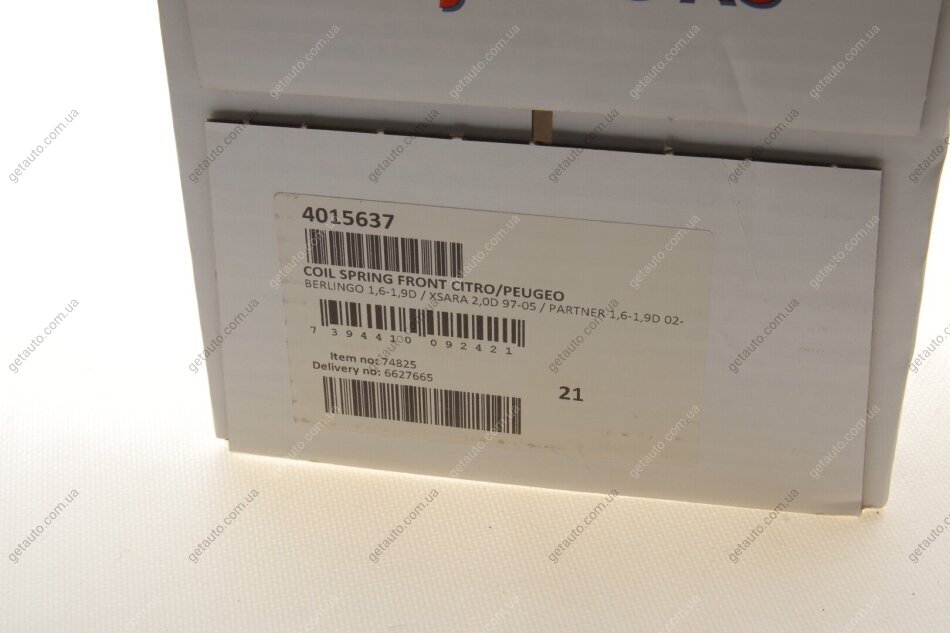 4015637
COIL SPRING FRONT CITRO/PEUGEO
BERLINGO 1,6-1,9D / XSARA 2,0D 97-05 / PARTNER 1,6-1,9D 02-
7 394410 092421
Item no: 74825
Delivery no: 6627665
21
getauto.com.ua